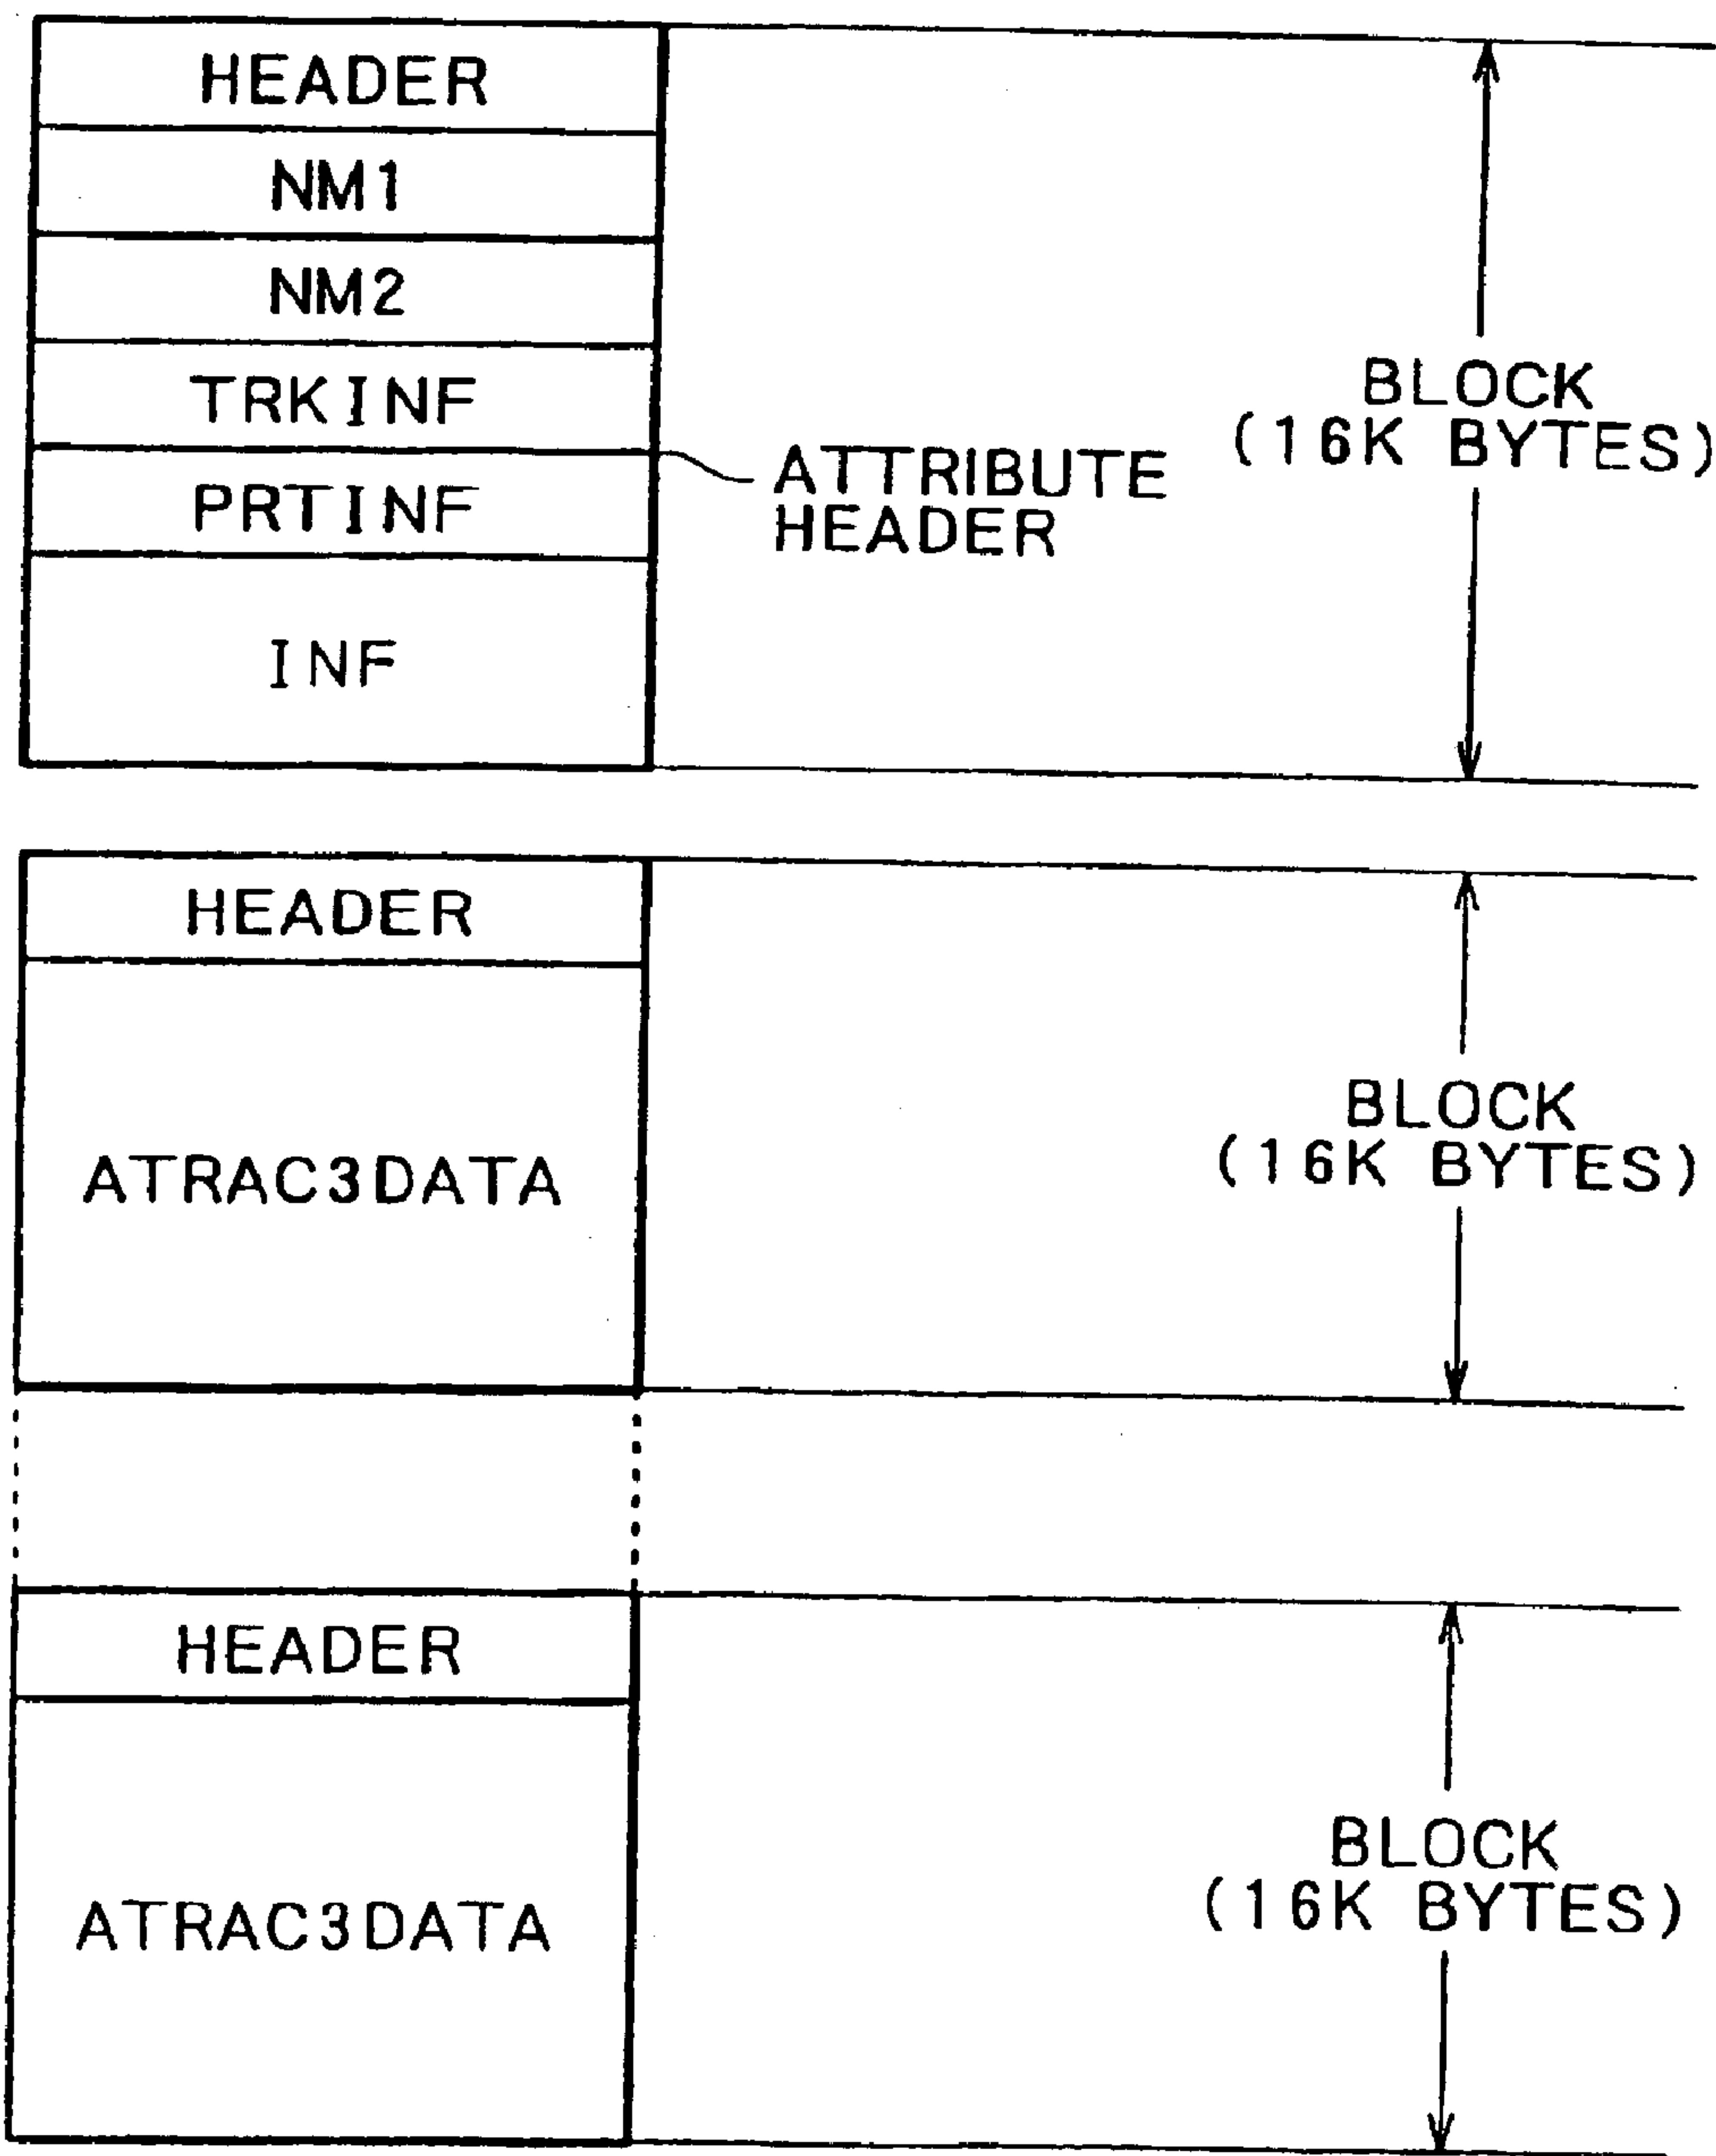 HEADER
NM1
NM2
TRKINF
PRTINF
INF
ATTRIBUTE
HEADER
BLOCK
(16K BYTES)
HEADER
ATRAC3DATA
BLOCK
(16K BYTES)
HEADER
ATRAC3DATA
BLOCK
(16K BYTES)